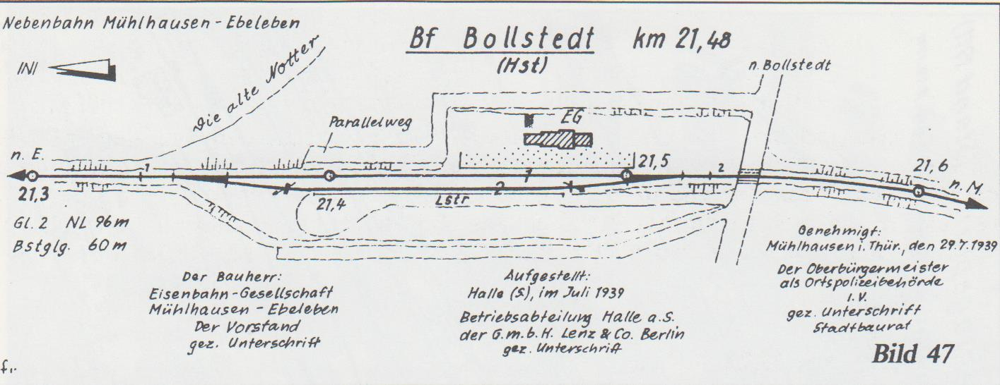 Nebenbahn Mühlhausen - Ebeleben
Bf Bollstedt km 21,48
(Hst)
INI
Die alte Notter
n. Bollstedt
Parallelweg
EG
n. E.
1
21,5
2
21,6
1
n. M.
21,3
21,4
2
Lstr
Gl. 2 NL 96m
Bstglg. 60m
Der Bauherr:
Eisenbahn-Gesellschaft
Mühlhausen - Ebeleben
Der Vorstand
gez. Unterschrift
Aufgestellt:
Halle (S.), im Juli 1939
Betriebsabteilung Halle a.S.
der G.m.b.H. Lenz & Co. Berlin
gez. Unterschrift
Genehmigt:
Mühlhausen i. Thür., den 29.7.1939
Der Oberbürgermeister
als Ortspolizeibehörde
I.V.
gez. Unterschrift
Stadtbaurat
Bild 47